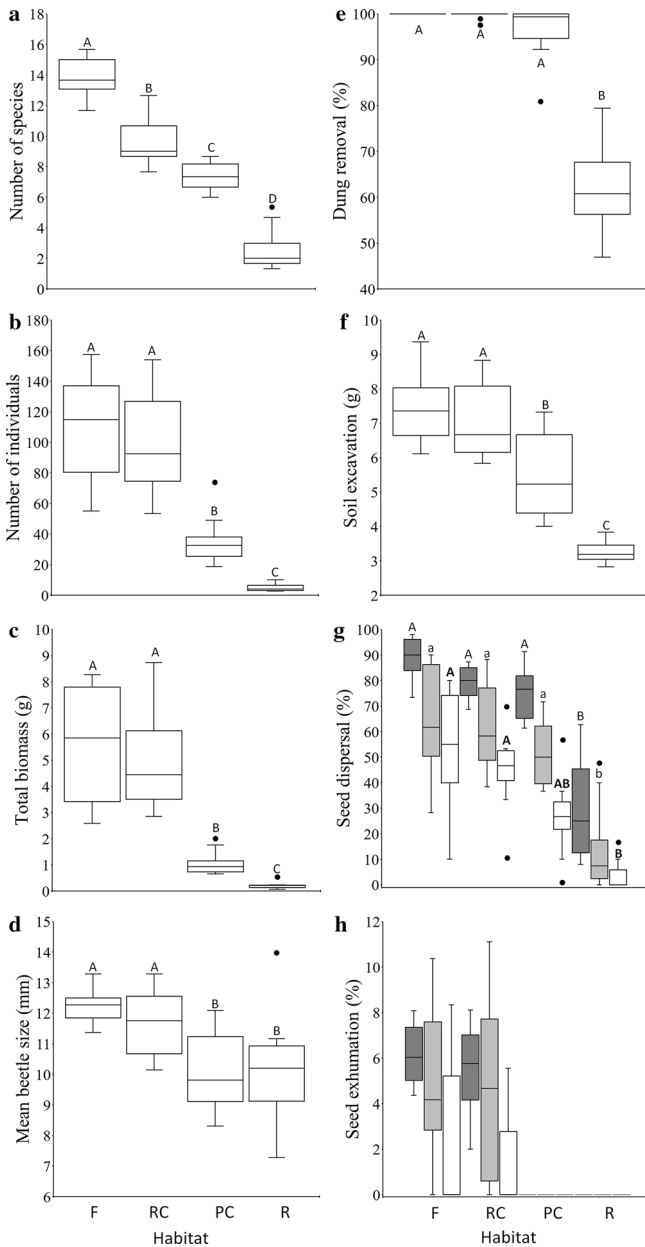 a
Number of species
18
16
14
12
10
8
6
4
2
0
A
B
C
D
b
Number of individuals
180
160
140
120
100
80
60
40
20
0
A
A
B
C
c
Total biomass (g)
10
9
8
7
6
5
4
3
2
1
0
A
A
B
C
d
Mean beetle size (mm)
15
14
13
12
11
10
9
8
7
6
A
A
B
B
F RC PC R
Habitat
e
Dung removal (%)
100
90
80
70
60
50
40
A
A
A
B
f
Soil excavation (g)
10
9
8
7
6
5
4
3
2
A
A
B
C
g
Seed dispersal (%)
100
90
80
70
60
50
40
30
20
10
0
A a A
A a A
A a AB
B b B
h
Seed exhumation (%)
12
10
8
6
4
2
0
F RC PC R
Habitat